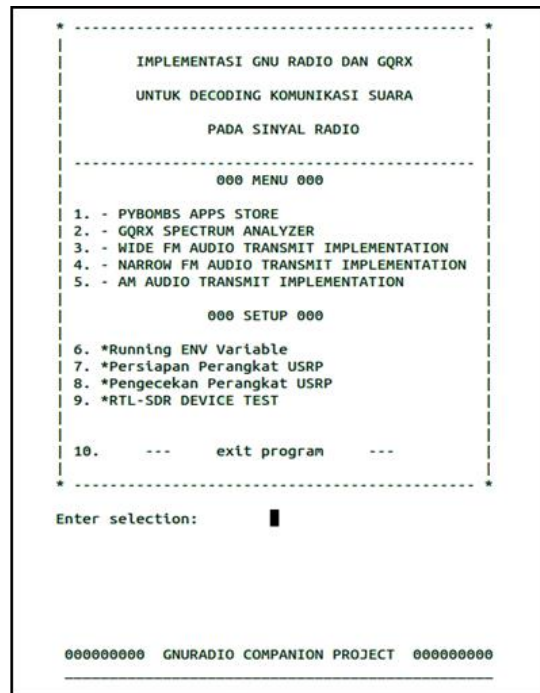 * --------------------------------------------- *
IMPLEMENTASI GNU RADIO DAN GQRX
UNTUK DECODING KOMUNIKASI SUARA
PADA SINYAL RADIO
---------------------------------------------
000 MENU 000
1. - PYBOMBS APPS STORE
2. - GQRX SPECTRUM ANALYZER
3. - WIDE FM AUDIO TRANSMIT IMPLEMENTATION
4. - NARROW FM AUDIO TRANSMIT IMPLEMENTATION
5. - AM AUDIO TRANSMIT IMPLEMENTATION
000 SETUP 000
6. *Running ENV Variable
7. *Persiapan Perangkat USRP
8. *Pengecekan Perangkat USRP
9. *RTL-SDR DEVICE TEST
10. --- exit program ---
* --------------------------------------------- *
Enter selection:
000000000 GNURADIO COMPANION PROJECT 000000000